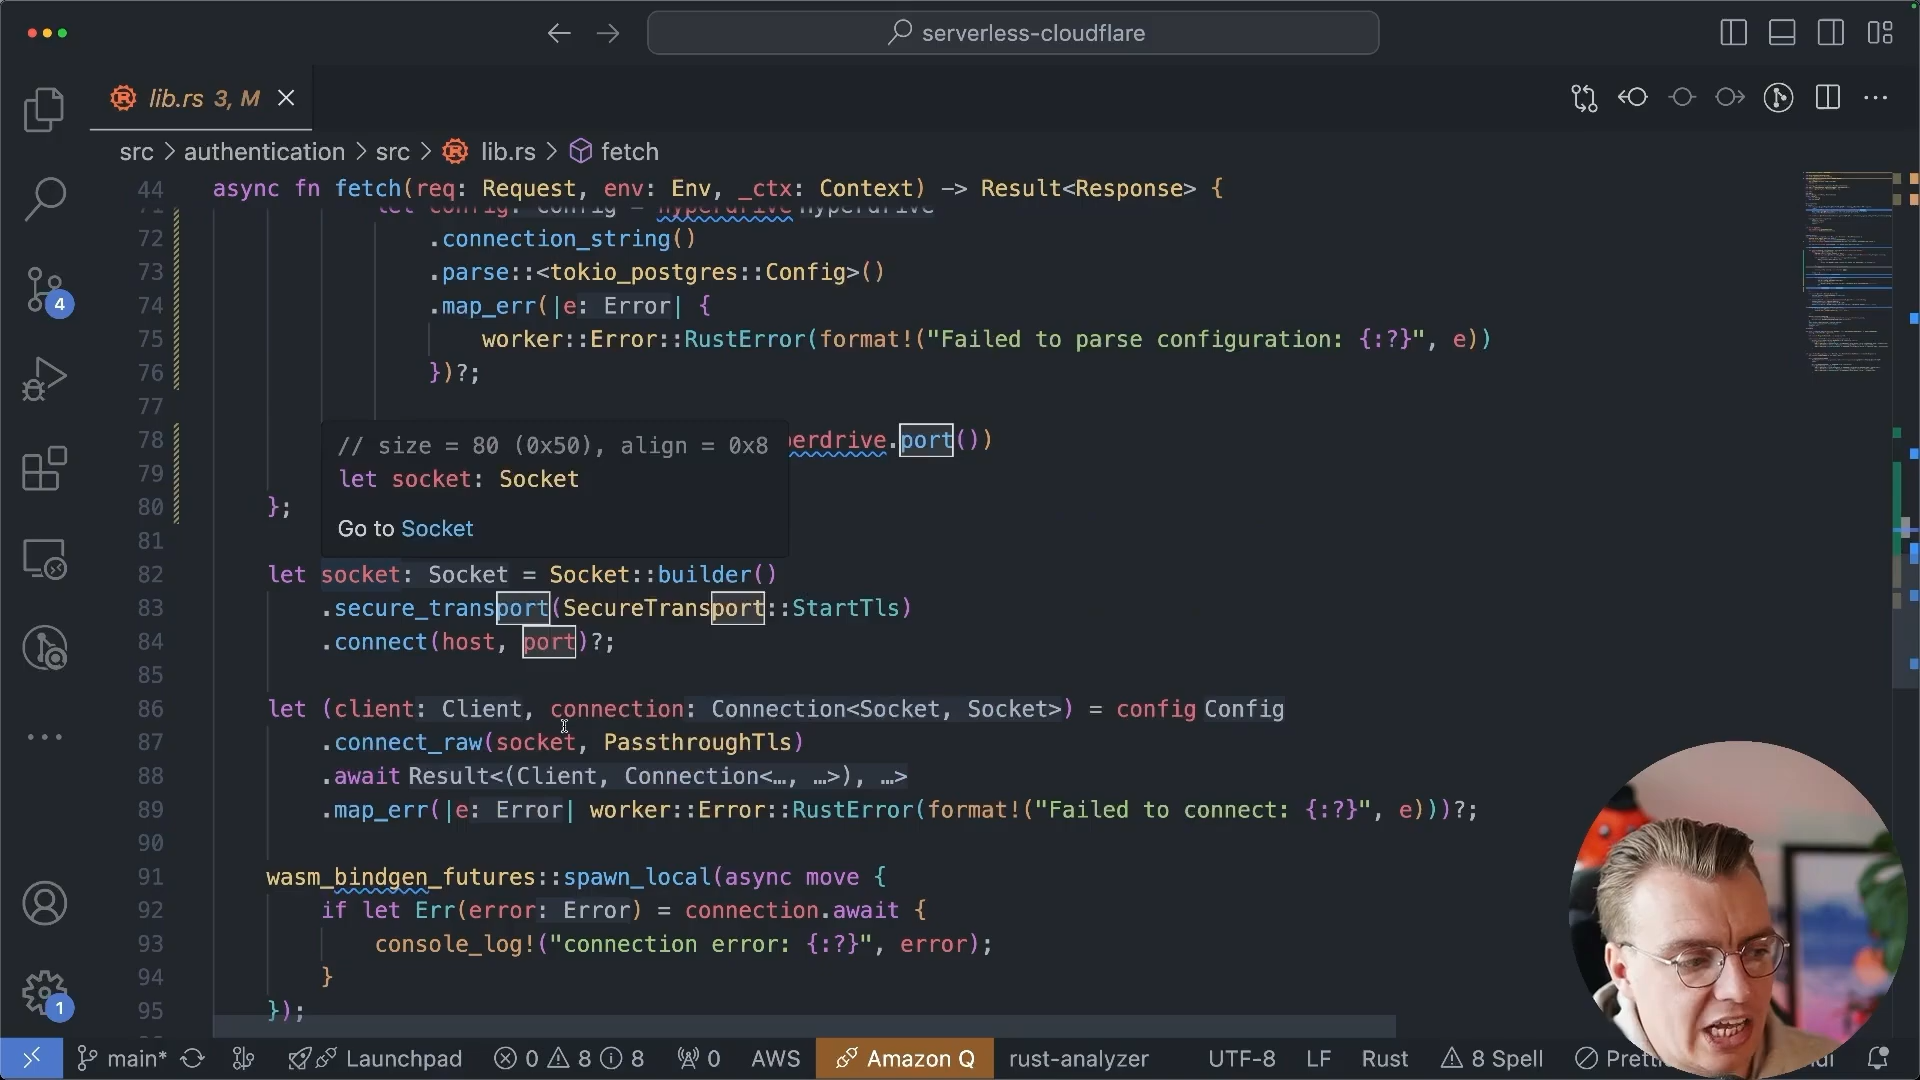 serverless-cloudflare
lib.rs 3, M
src > authentication > src > lib.rs > fetch
44 async fn fetch(req: Request, env: Env, _ctx: Context) -> Result<Response> {
71 let config: Config = hyperdrive Hyperdrive
72 .connection_string()
73 .parse::<tokio_postgres::Config>()
74 .map_err(|e: Error| {
75 worker::Error::RustError(format!("Failed to parse configuration: {:?}", e))
76 })?;
77
78 perdrive.port())
79
80 };
// size = 80 (0x50), align = 0x8
let socket: Socket
Go to Socket
81
82 let socket: Socket = Socket::builder()
83 .secure_transport(SecureTransport::StartTls)
84 .connect(host, port)?;
85
86 let (client: Client, connection: Connection<Socket, Socket>) = config Config
87 .connect_raw(socket, PassthroughTls)
88 .await Result<(Client, Connection<…, …>), …>
89 .map_err(|e: Error| worker::Error::RustError(format!("Failed to connect: {:?}", e)))?;
90
91 wasm_bindgen_futures::spawn_local(async move {
92 if let Err(error: Error) = connection.await {
93 console_log!("connection error: {:?}", error);
94 }
95 });
4
1
main* Launchpad 0 8 8 0 AWS Amazon Q rust-analyzer UTF-8 LF Rust 8 Spell